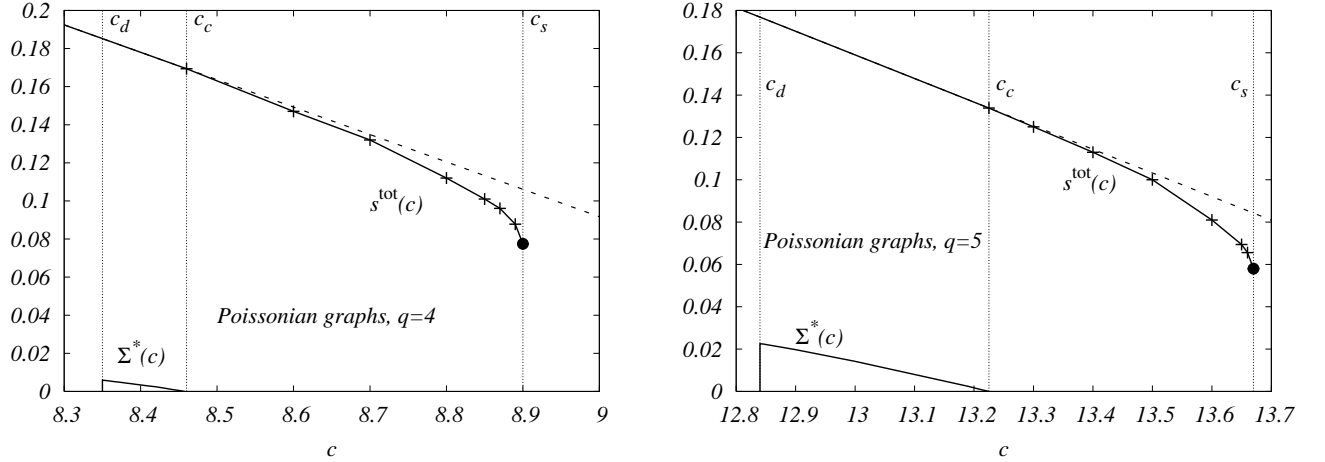 0.2
0.18
0.16
0.14
0.12
0.1
0.08
0.06
0.04
0.02
0
8.3 8.4 8.5 8.6 8.7 8.8 8.9 9
c
c_d c_c c_s
s^tot(c)
Poissonian graphs, q=4
Σ^*(c)
0.18
0.16
0.14
0.12
0.1
0.08
0.06
0.04
0.02
0
12.8 12.9 13 13.1 13.2 13.3 13.4 13.5 13.6 13.7
c
c_d c_c c_s
s^tot(c)
Poissonian graphs, q=5
Σ^*(c)